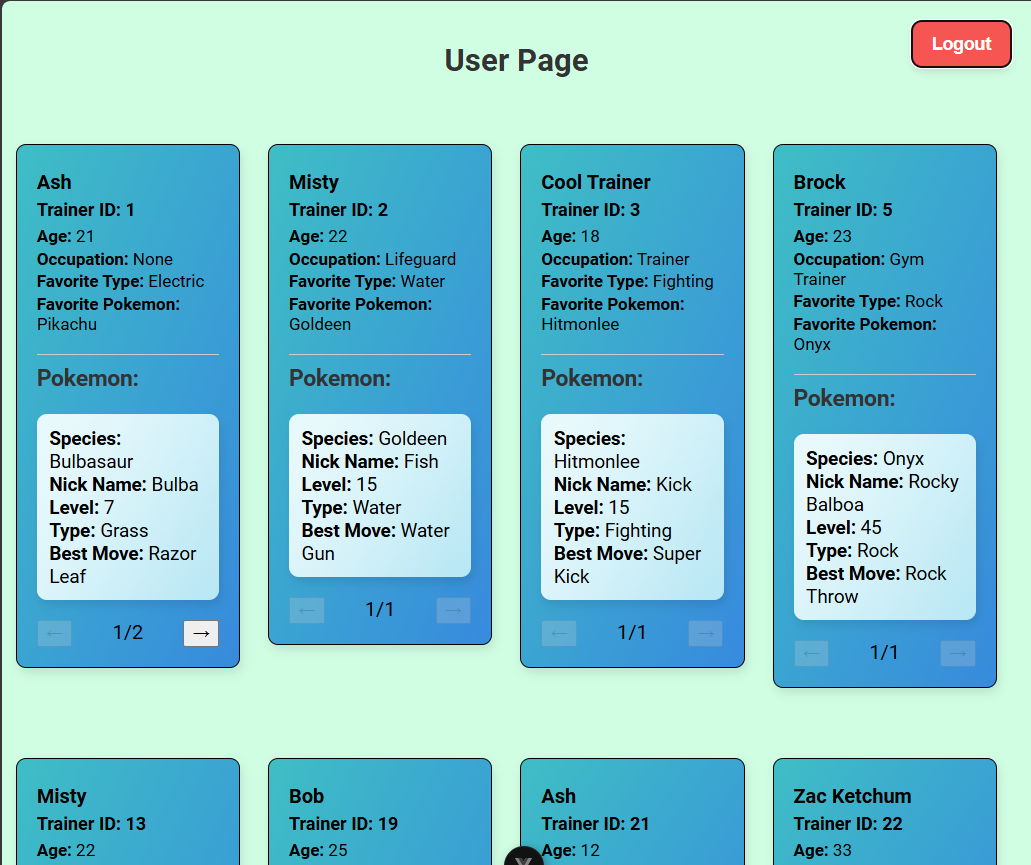 User Page
Logout
Ash
Trainer ID: 1
Age: 21
Occupation: None
Favorite Type: Electric
Favorite Pokemon:
Pikachu
Pokemon:
Species:
Bulbasaur
Nick Name: Bulba
Level: 7
Type: Grass
Best Move: Razor
Leaf
← 1/2 →
Misty
Trainer ID: 2
Age: 22
Occupation: Lifeguard
Favorite Type: Water
Favorite Pokemon:
Goldeen
Pokemon:
Species: Goldeen
Nick Name: Fish
Level: 15
Type: Water
Best Move: Water
Gun
← 1/1 →
Cool Trainer
Trainer ID: 3
Age: 18
Occupation: Trainer
Favorite Type: Fighting
Favorite Pokemon:
Hitmonlee
Pokemon:
Species:
Hitmonlee
Nick Name: Kick
Level: 15
Type: Fighting
Best Move: Super
Kick
← 1/1 →
Brock
Trainer ID: 5
Age: 23
Occupation: Gym
Trainer
Favorite Type: Rock
Favorite Pokemon:
Onyx
Pokemon:
Species: Onyx
Nick Name: Rocky
Balboa
Level: 45
Type: Rock
Best Move: Rock
Throw
← 1/1 →
Misty
Trainer ID: 13
Age: 22
Bob
Trainer ID: 19
Age: 25
Ash
Trainer ID: 21
Age: 12
Zac Ketchum
Trainer ID: 22
Age: 33